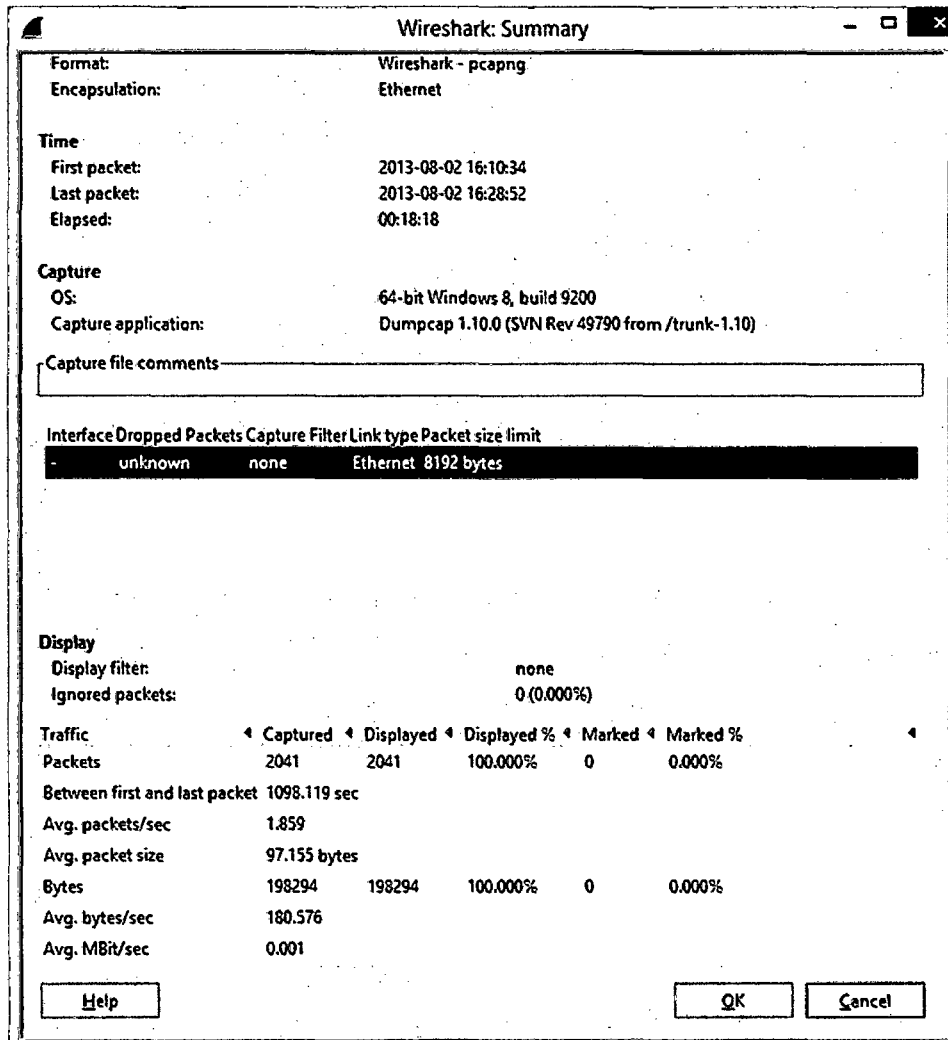 Wireshark: Summary
Format: Wireshark - pcapng
Encapsulation: Ethernet
Time
First packet: 2013-08-02 16:10:34
Last packet: 2013-08-02 16:28:52
Elapsed: 00:18:18
Capture
OS: 64-bit Windows 8, build 9200
Capture application: Dumpcap 1.10.0 (SVN Rev 49790 from /trunk-1.10)
Capture file comments
Interface Dropped Packets Capture Filter Link type Packet size limit
- unknown none Ethernet 8192 bytes
Display
Display filter: none
Ignored packets: 0 (0.000%)
Traffic Captured Displayed Displayed % Marked Marked %
Packets 2041 2041 100.000% 0 0.000%
Between first and last packet 1098.119 sec
Avg. packets/sec 1.859
Avg. packet size 97.155 bytes
Bytes 198294 198294 100.000% 0 0.000%
Avg. bytes/sec 180.576
Avg. MBit/sec 0.001
Help OK Cancel